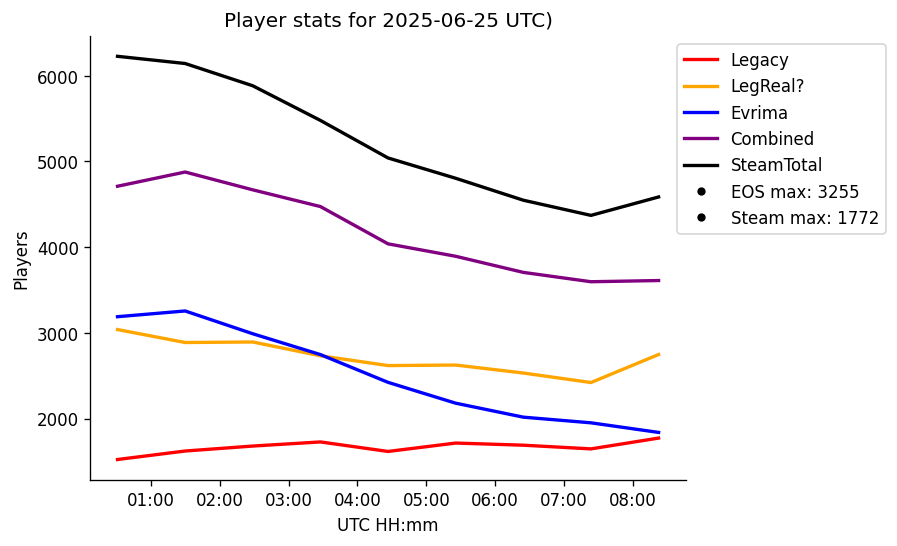 Player stats for 2025-06-25 UTC)
Players
6000
5000
4000
3000
2000
01:00 02:00 03:00 04:00 05:00 06:00 07:00 08:00
UTC HH:mm
Legacy
LegReal?
Evrima
Combined
SteamTotal
EOS max: 3255
Steam max: 1772